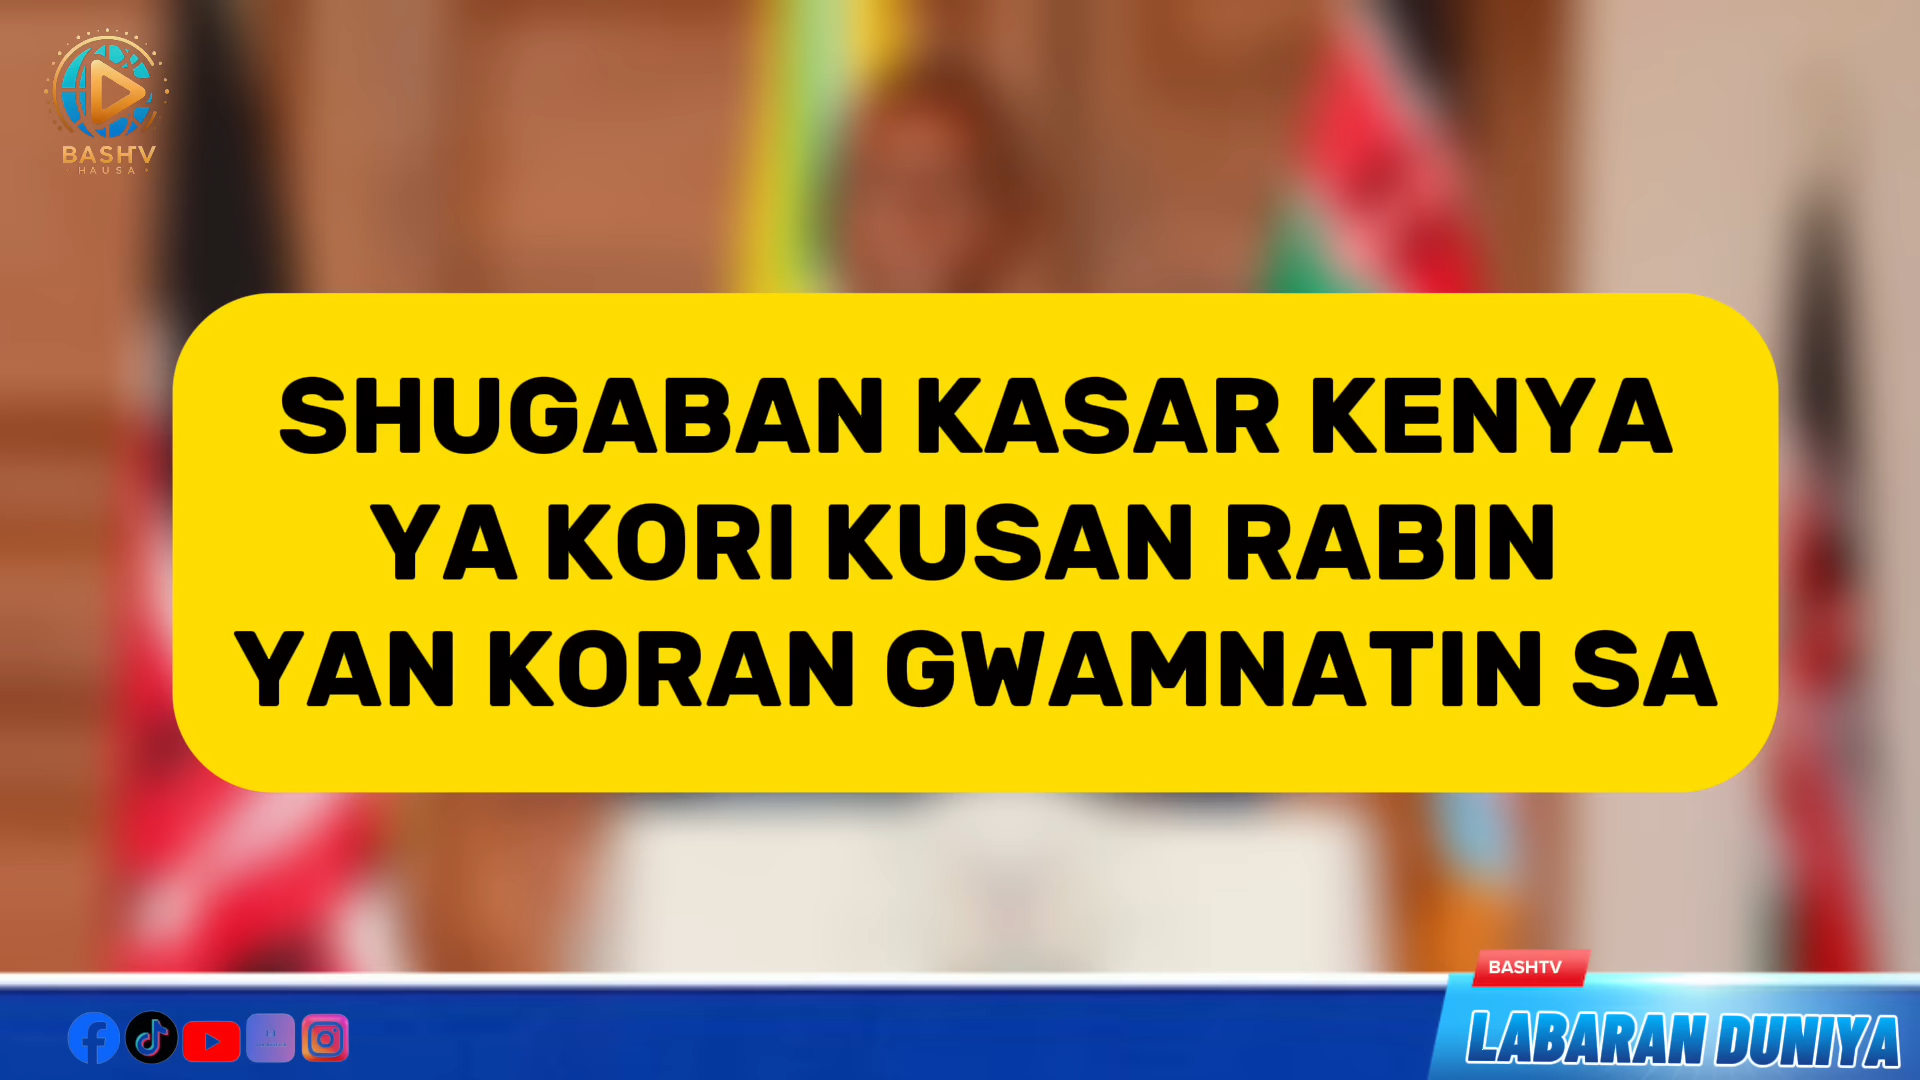 BASHTV
HAUSA
SHUGABAN KASAR KENYA
YA KORI KUSAN RABIN
YAN KORAN GWAMNATIN SA
BASHTV
LABARAN DUNIYA